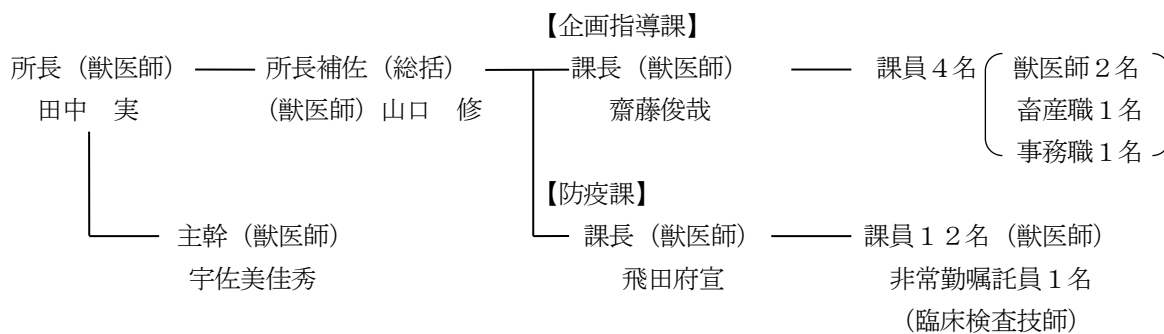 【企画指導課】
所長（獣医師） 所長補佐（総括） 課長（獣医師） 課員４名 獣医師２名
田中　実 （獣医師）山口　修 齋藤俊哉 畜産職１名
事務職１名
【防疫課】
主幹（獣医師） 課長（獣医師） 課員１２名（獣医師）
宇佐美佳秀 飛田府宣 非常勤嘱託員１名
（臨床検査技師）